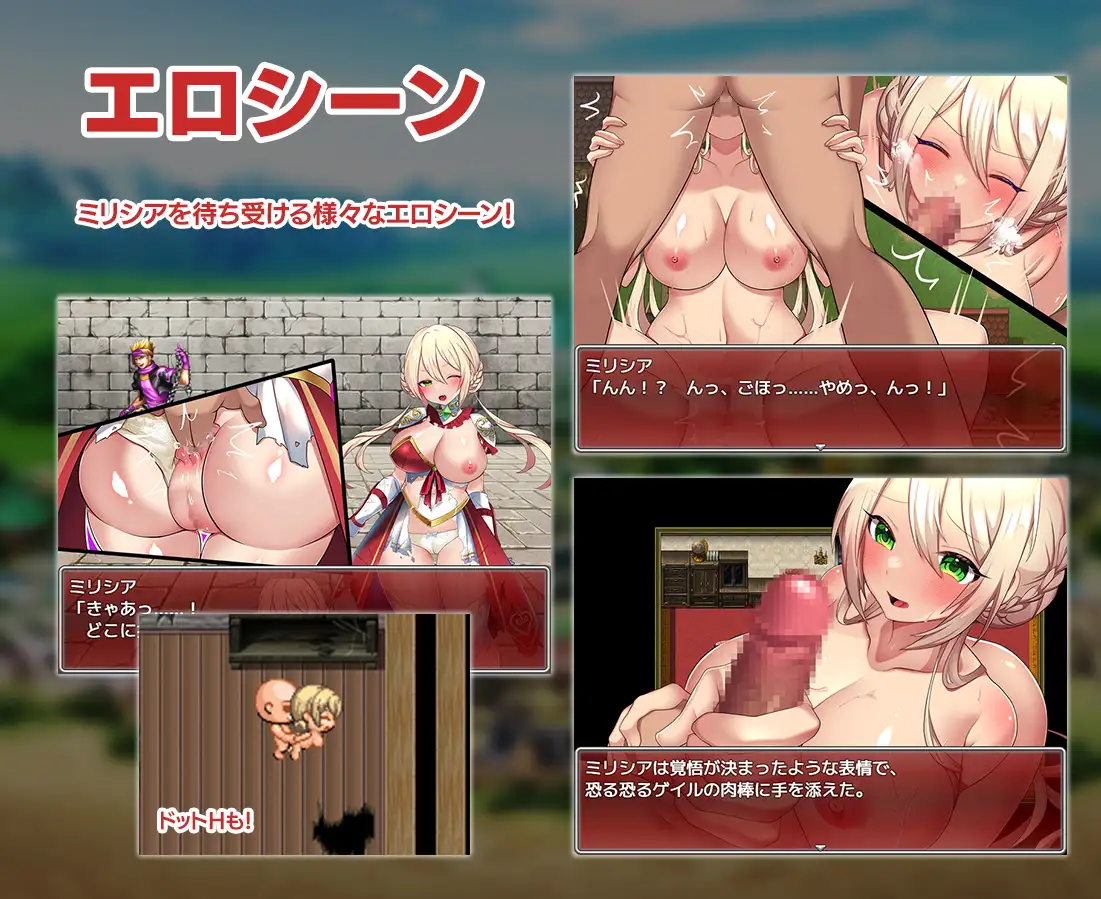 エロシーン
ミリシアを待ち受ける様々なエロシーン!
ミリシア
「んん!?　んっ、ごほっ……やめっ、んっ!」
ミリシア
「きゃあっ……!
どこに
ドットHも!
ミリシアは覚悟が決まったような表情で、
恐る恐るゲイルの肉棒に手を添えた。